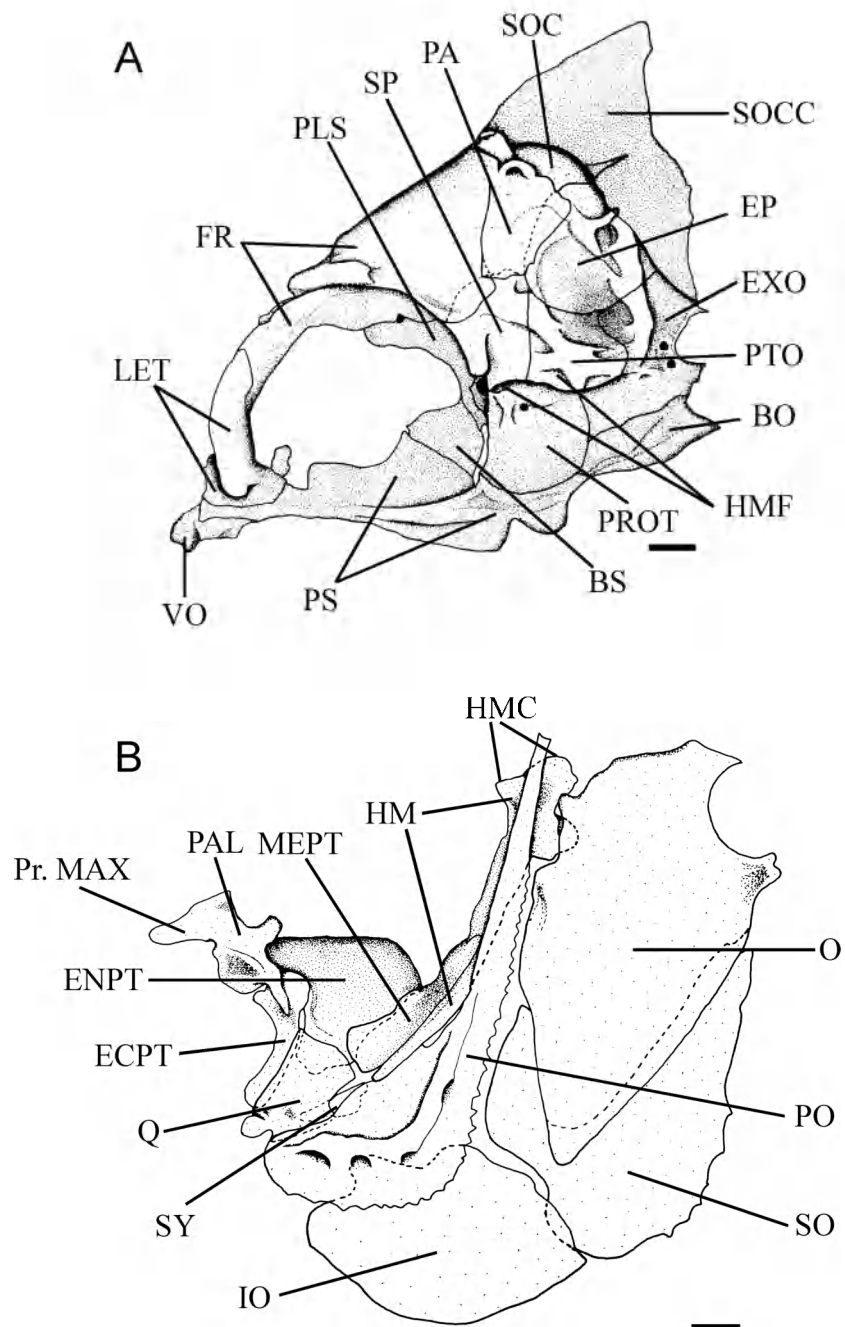 A
SOC
PA
SP
SOCC
PLS
EP
FR
EXO
LET
PTO
BO
HMF
PROT
BS
PS
VO
B
HMC
HM
PAL MEPT
Pr. MAX
ENPT
O
ECPT
Q
PO
SY
SO
IO